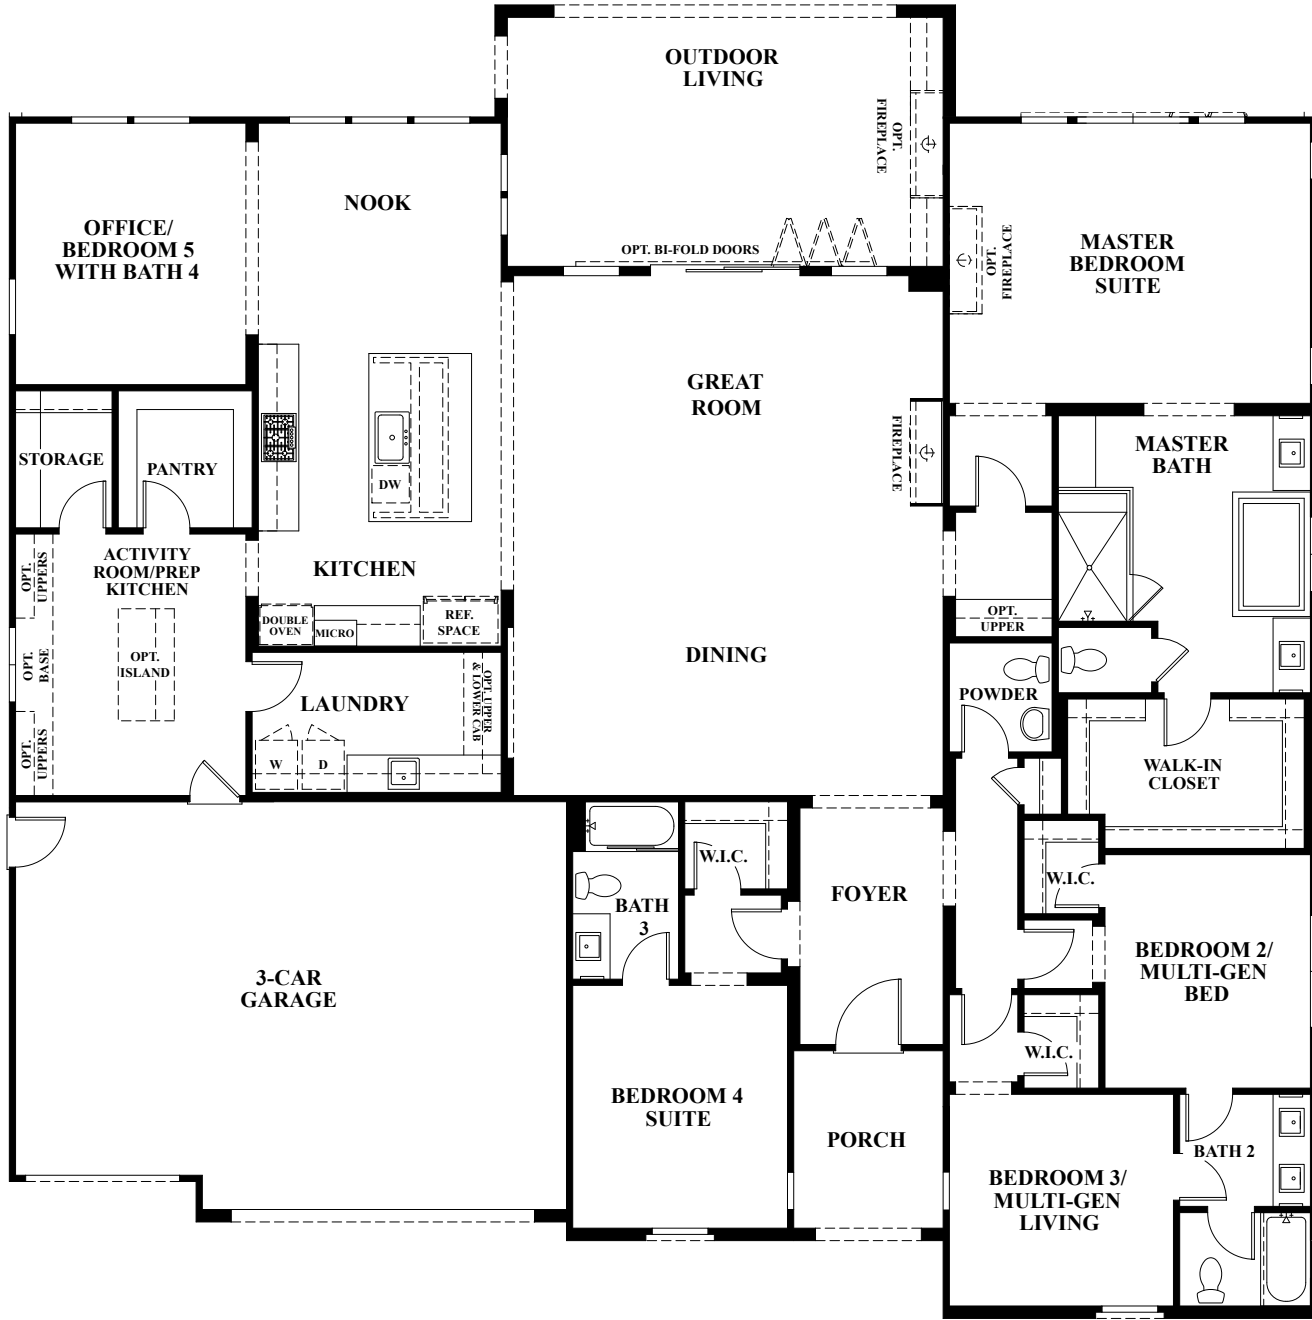 OUTDOOR
LIVING
OPT.
FIREPLACE
OPT. BI-FOLD DOORS
NOOK
OFFICE/
BEDROOM 5
WITH BATH 4
MASTER
BEDROOM
SUITE
OPT.
FIREPLACE
GREAT
ROOM
FIREPLACE
STORAGE
PANTRY
DW
MASTER
BATH
ACTIVITY
ROOM/PREP
KITCHEN
OPT.
UPPERS
KITCHEN
DOUBLE
OVEN
MICRO
REF.
SPACE
OPT.
UPPER
OPT.
BASE
OPT.
ISLAND
DINING
LAUNDRY
OPT. UPPER
& LOWER CAB
POWDER
OPT.
UPPERS
W
D
WALK-IN
CLOSET
W.I.C.
W.I.C.
FOYER
BATH
3
BEDROOM 2/
MULTI-GEN
BED
3-CAR
GARAGE
W.I.C.
BEDROOM 4
SUITE
PORCH
BATH 2
BEDROOM 3/
MULTI-GEN
LIVING